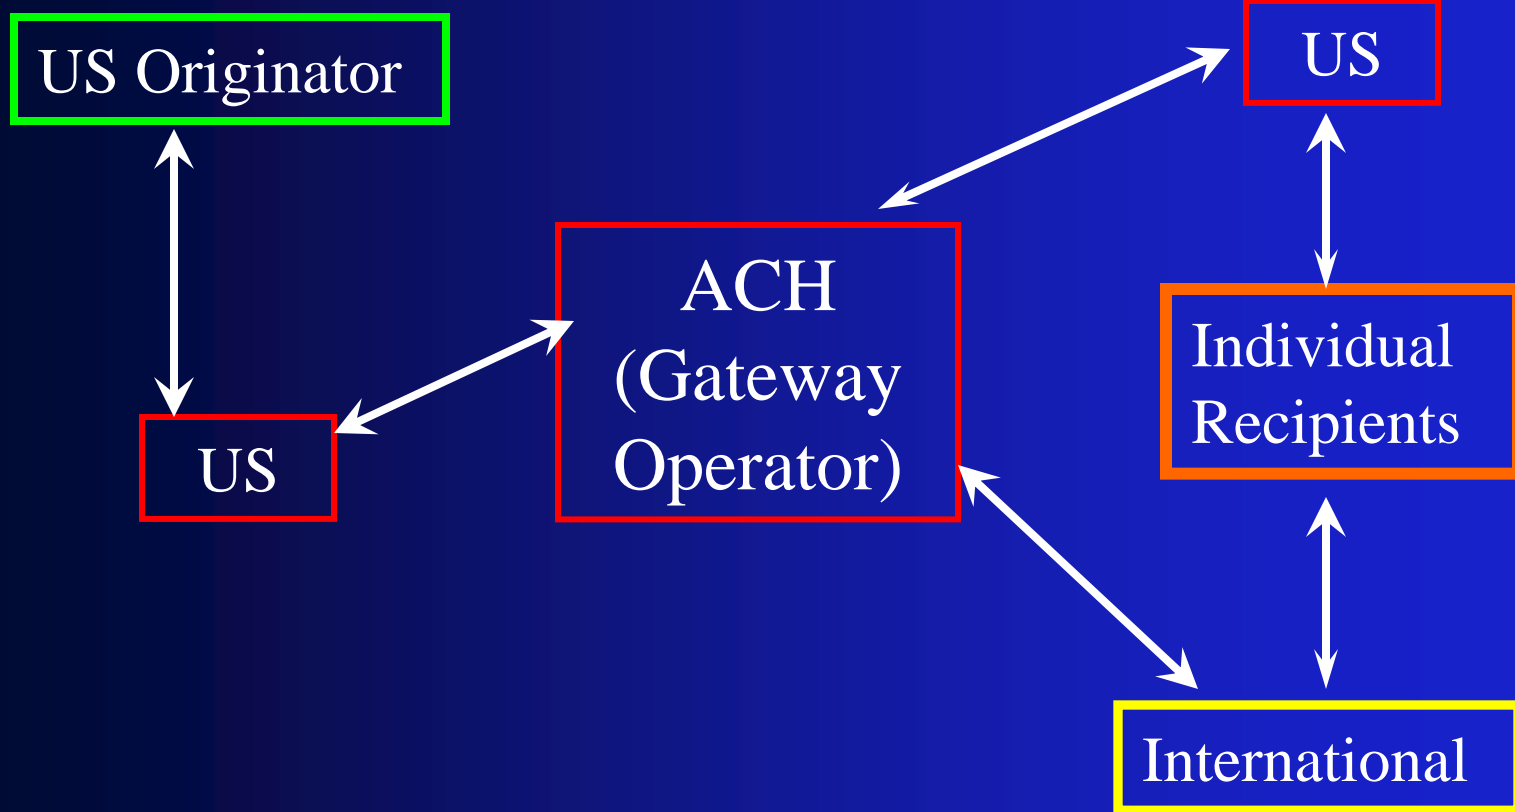 US Originator
US
US
ACH
(Gateway
Operator)
Individual
Recipients
International